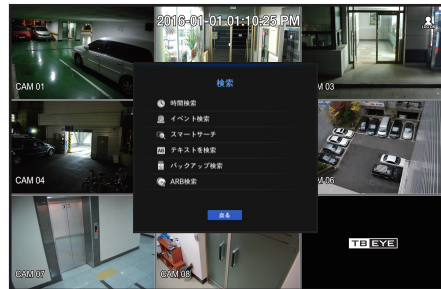 2016-01-01 01:10:25 PM
CAM 01
M 03
検索
時間検索
イベント検索
スマートサーチ
テキストを検索
バックアップ検索
ARB検索
戻る
CAM 04
M 06
CAM 07
CAM 08
TB EYE